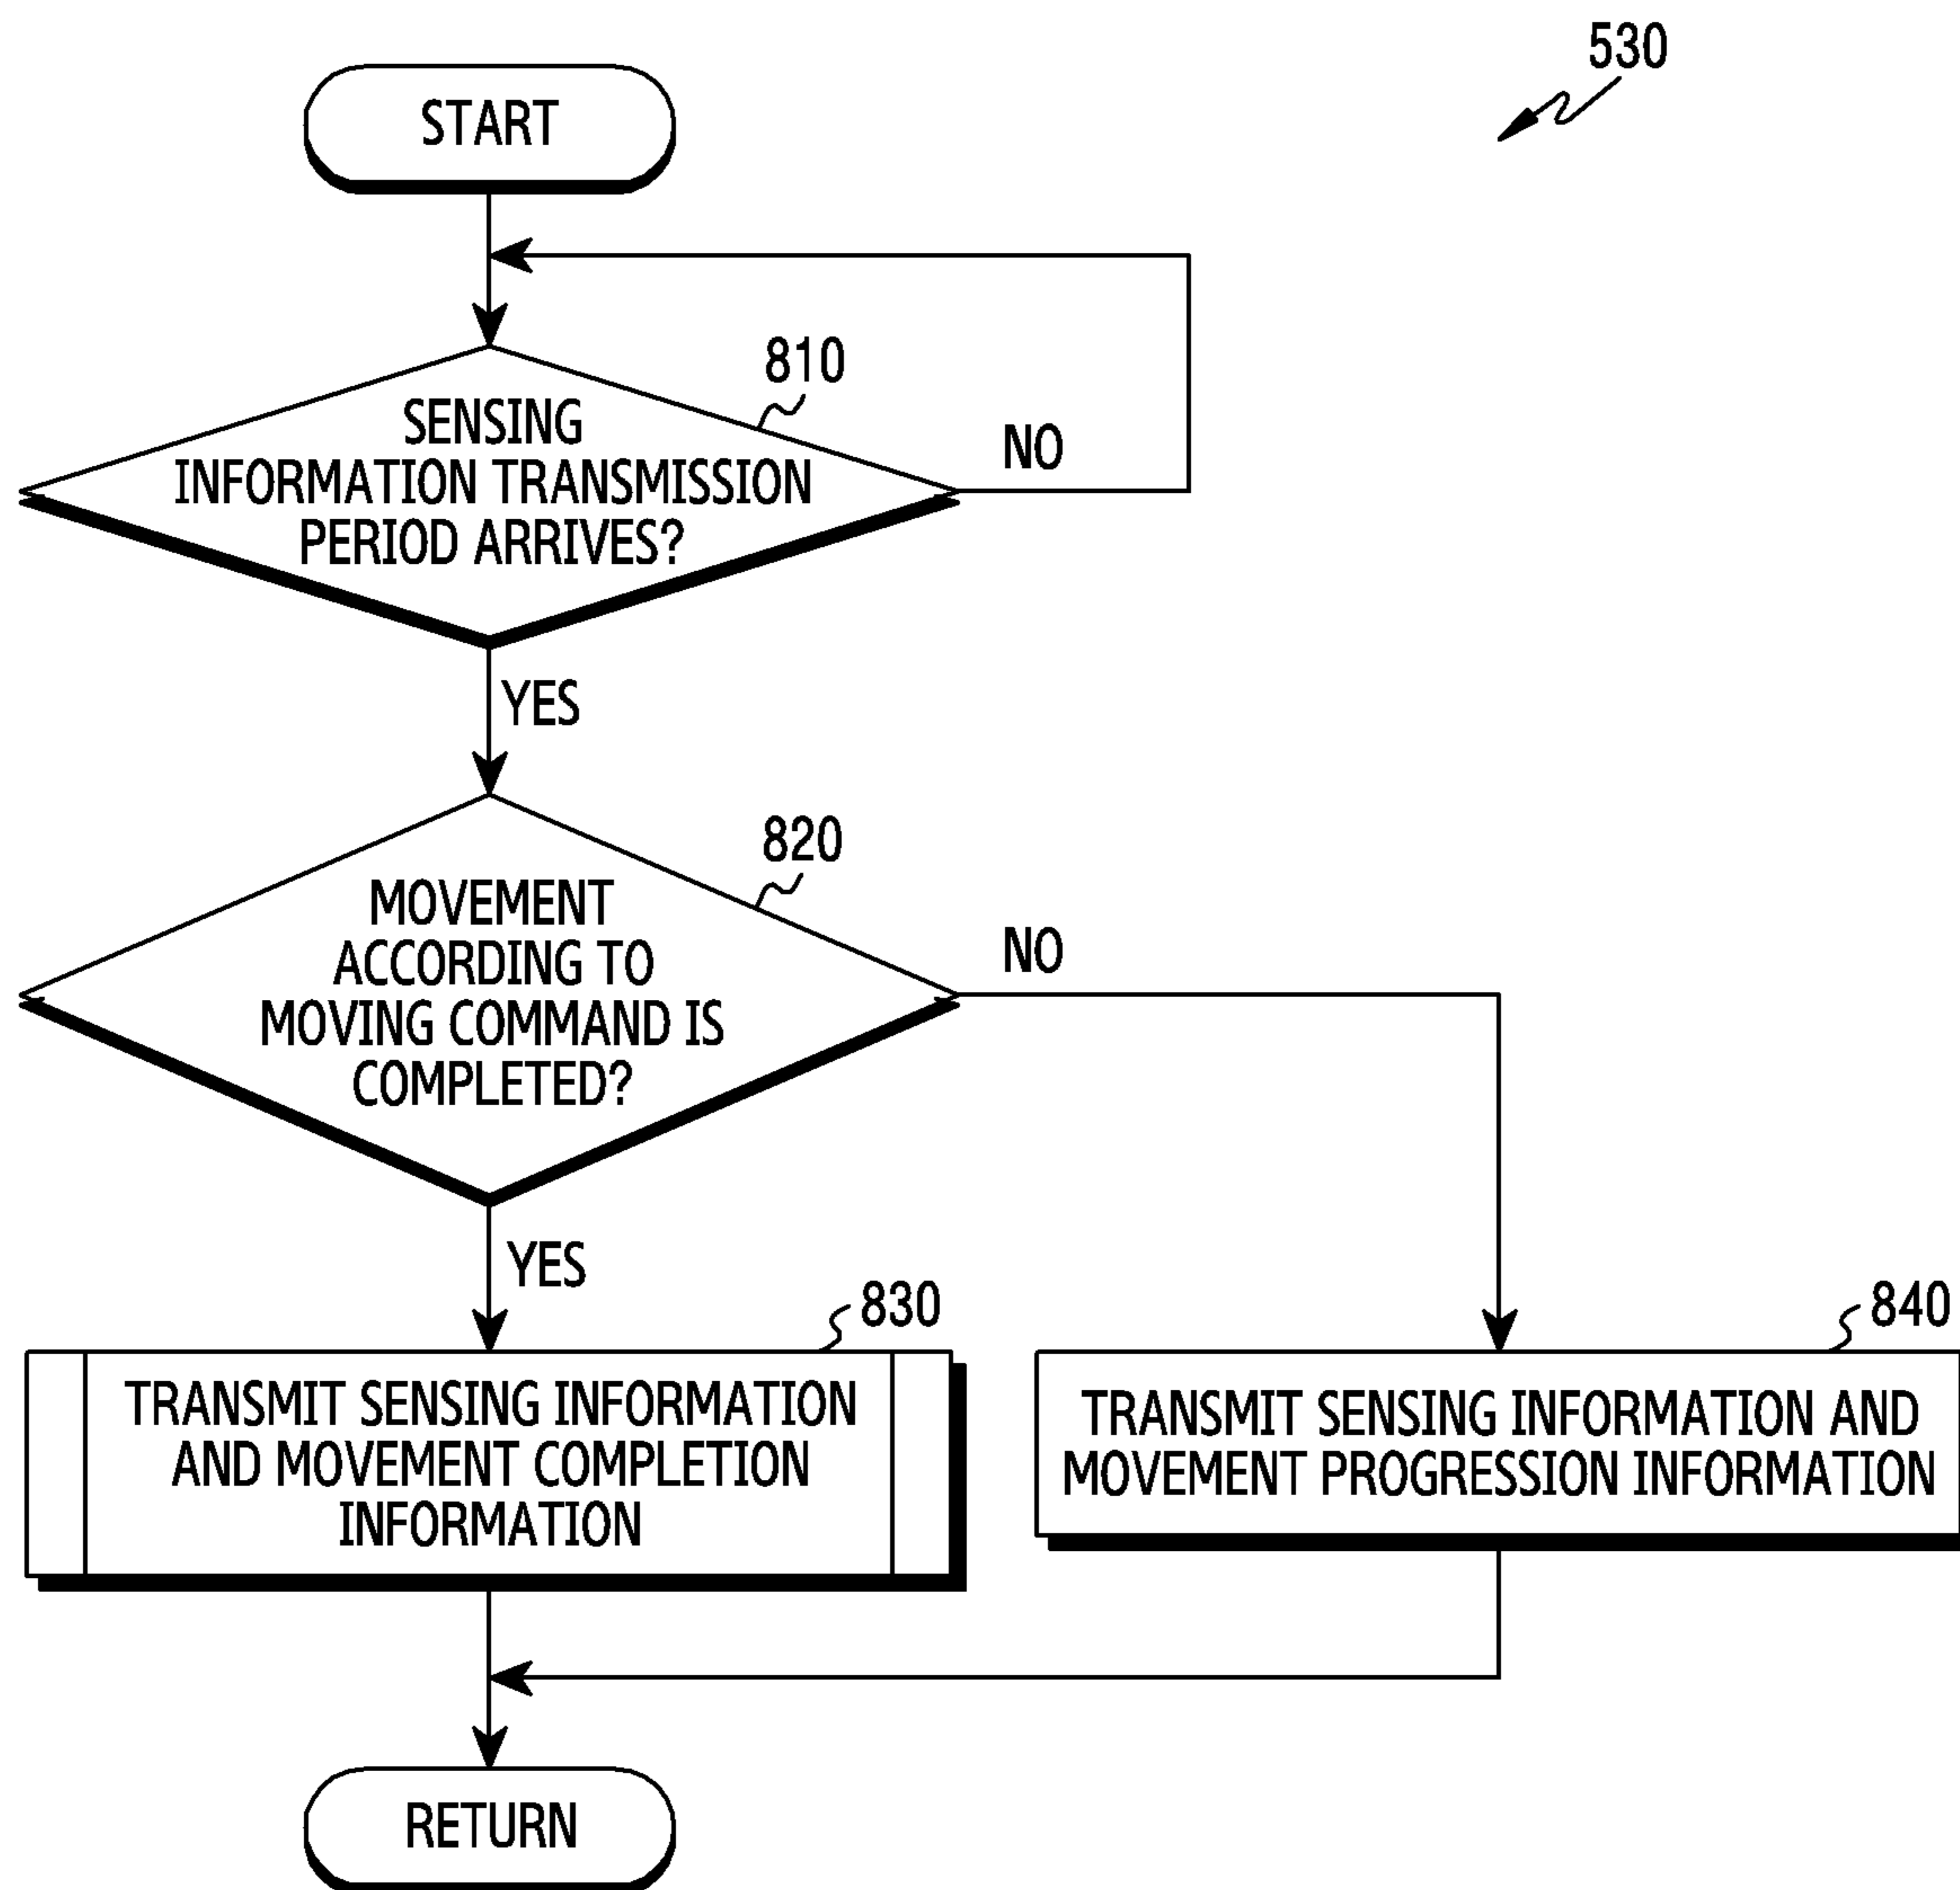 530
START
810
SENSING
INFORMATION TRANSMISSION
PERIOD ARRIVES?
NO
YES
820
MOVEMENT
ACCORDING TO
MOVING COMMAND IS
COMPLETED?
NO
YES
830
TRANSMIT SENSING INFORMATION
AND MOVEMENT COMPLETION
INFORMATION
840
TRANSMIT SENSING INFORMATION AND
MOVEMENT PROGRESSION INFORMATION
RETURN